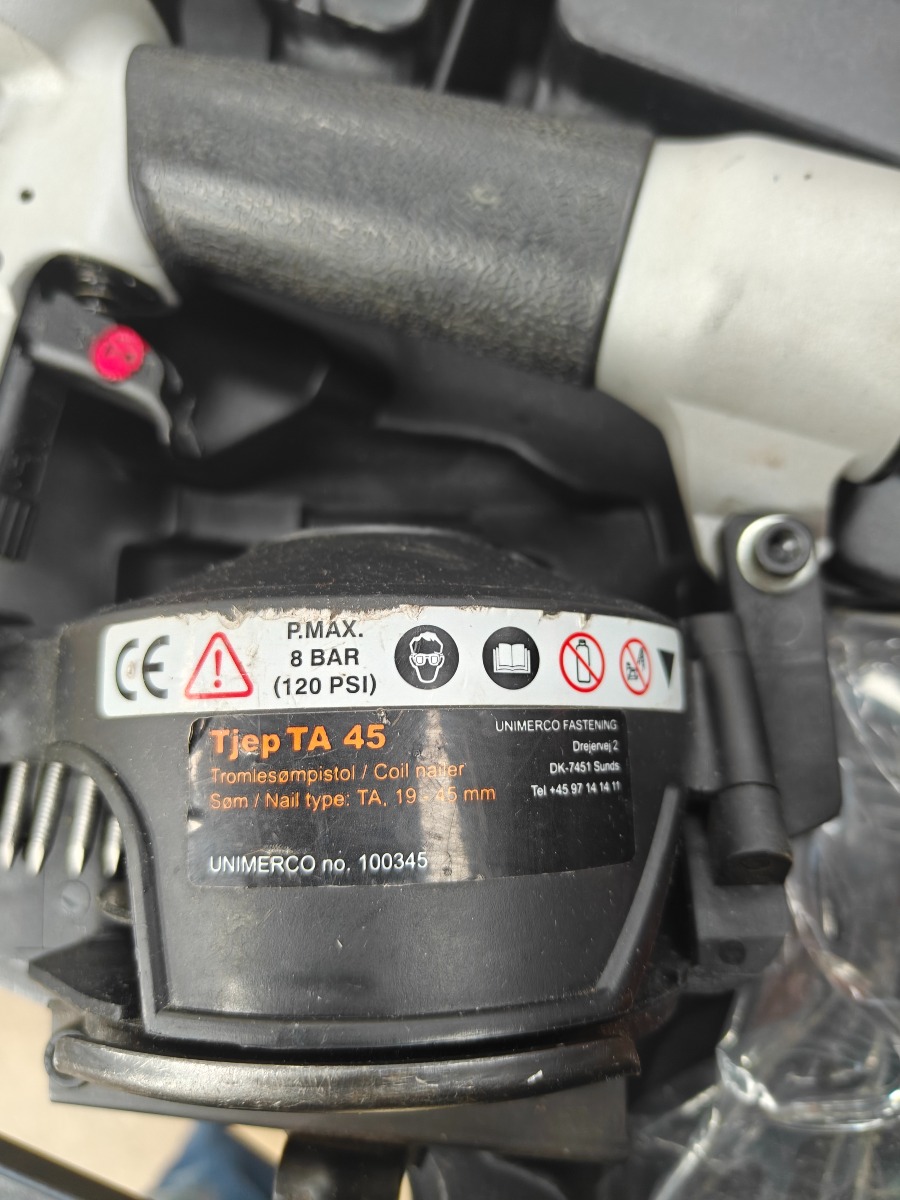 CE
P.MAX.
8 BAR
(120 PSI)
Tjep TA 45
Tromlesømpistol / Coil nailer
Søm / Nail type: TA, 19 - 45 mm
UNIMERCO no. 100345
UNIMERCO FASTENING
Drejervej 2
DK-7451 Sunds
Tel +45 97 14 14 11